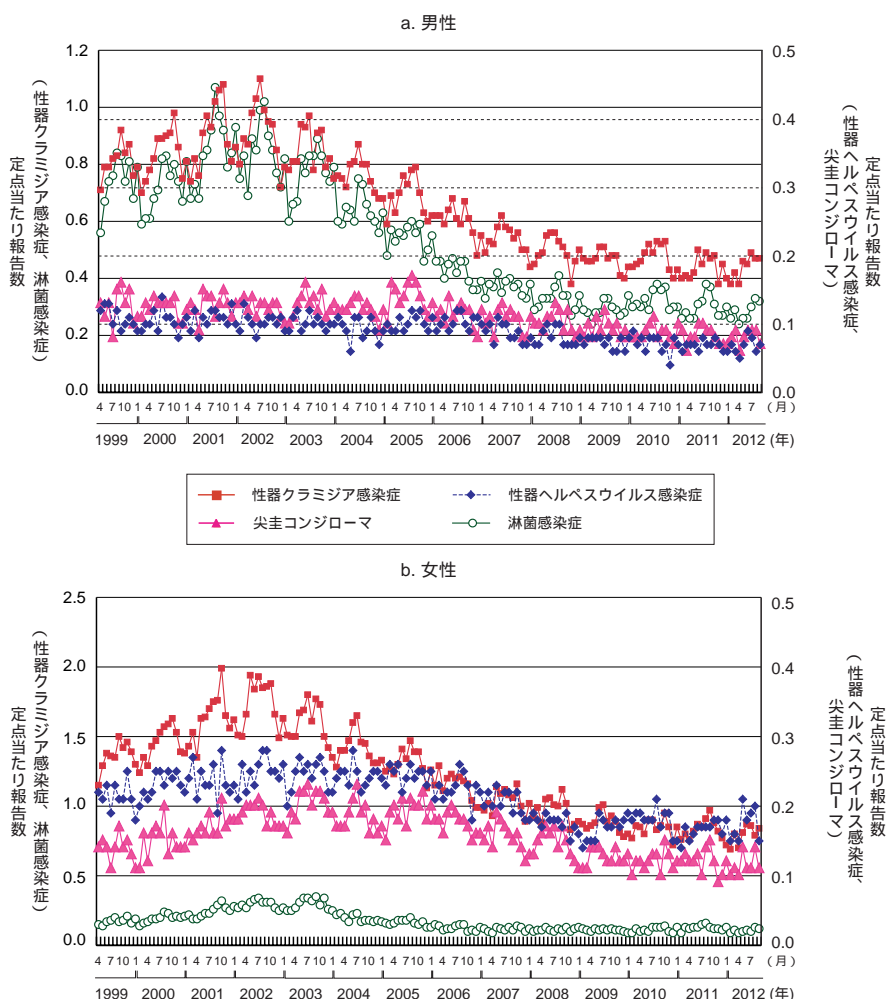 a. 男性
定点当たり報告数
（性器クラミジア感染症、淋菌感染症）
1.2
1.0
0.8
0.6
0.4
0.2
0.0
0.5
0.4
0.3
0.2
0.1
0.0
定点当たり報告数
（性器ヘルペスウイルス感染症、
尖圭コンジローマ）
4 7 10 1 4 7 10 1 4 7 10 1 4 7 10 1 4 7 10 1 4 7 10 1 4 7 10 1 4 7 10 1 4 7 10 1 4 7 10 1 4 7 10 1 4 7 10 1 4 7 10 1 4 7 （月）
1999 2000 2001 2002 2003 2004 2005 2006 2007 2008 2009 2010 2011 2012 （年）
性器クラミジア感染症 性器ヘルペスウイルス感染症
尖圭コンジローマ 淋菌感染症
b. 女性
定点当たり報告数
（性器クラミジア感染症、淋菌感染症）
2.5
2.0
1.5
1.0
0.5
0.0
0.5
0.4
0.3
0.2
0.1
0.0
定点当たり報告数
（性器ヘルペスウイルス感染症、
尖圭コンジローマ）
4 7 10 1 4 7 10 1 4 7 10 1 4 7 10 1 4 7 10 1 4 7 10 1 4 7 10 1 4 7 10 1 4 7 10 1 4 7 10 1 4 7 10 1 4 7 10 1 4 7 10 1 4 7 （月）
1999 2000 2001 2002 2003 2004 2005 2006 2007 2008 2009 2010 2011 2012 （年）